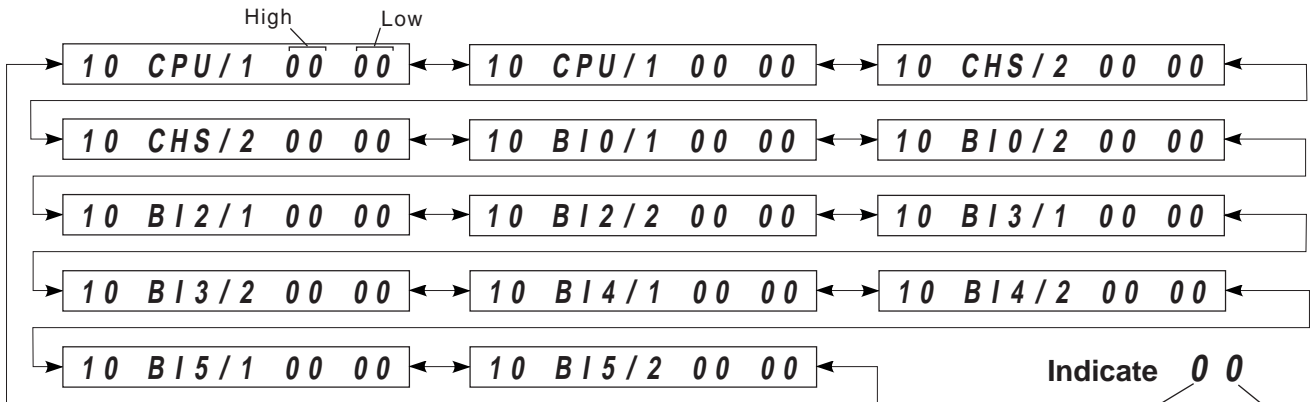 High Low
10 CPU/1 00 00 10 CPU/1 00 00 10 CHS/2 00 00
10 CHS/2 00 00 10 BI0/1 00 00 10 BI0/2 00 00
10 BI2/1 00 00 10 BI2/2 00 00 10 BI3/1 00 00
10 BI3/2 00 00 10 BI4/1 00 00 10 BI4/2 00 00
10 BI5/1 00 00 10 BI5/2 00 00 Indicate 00